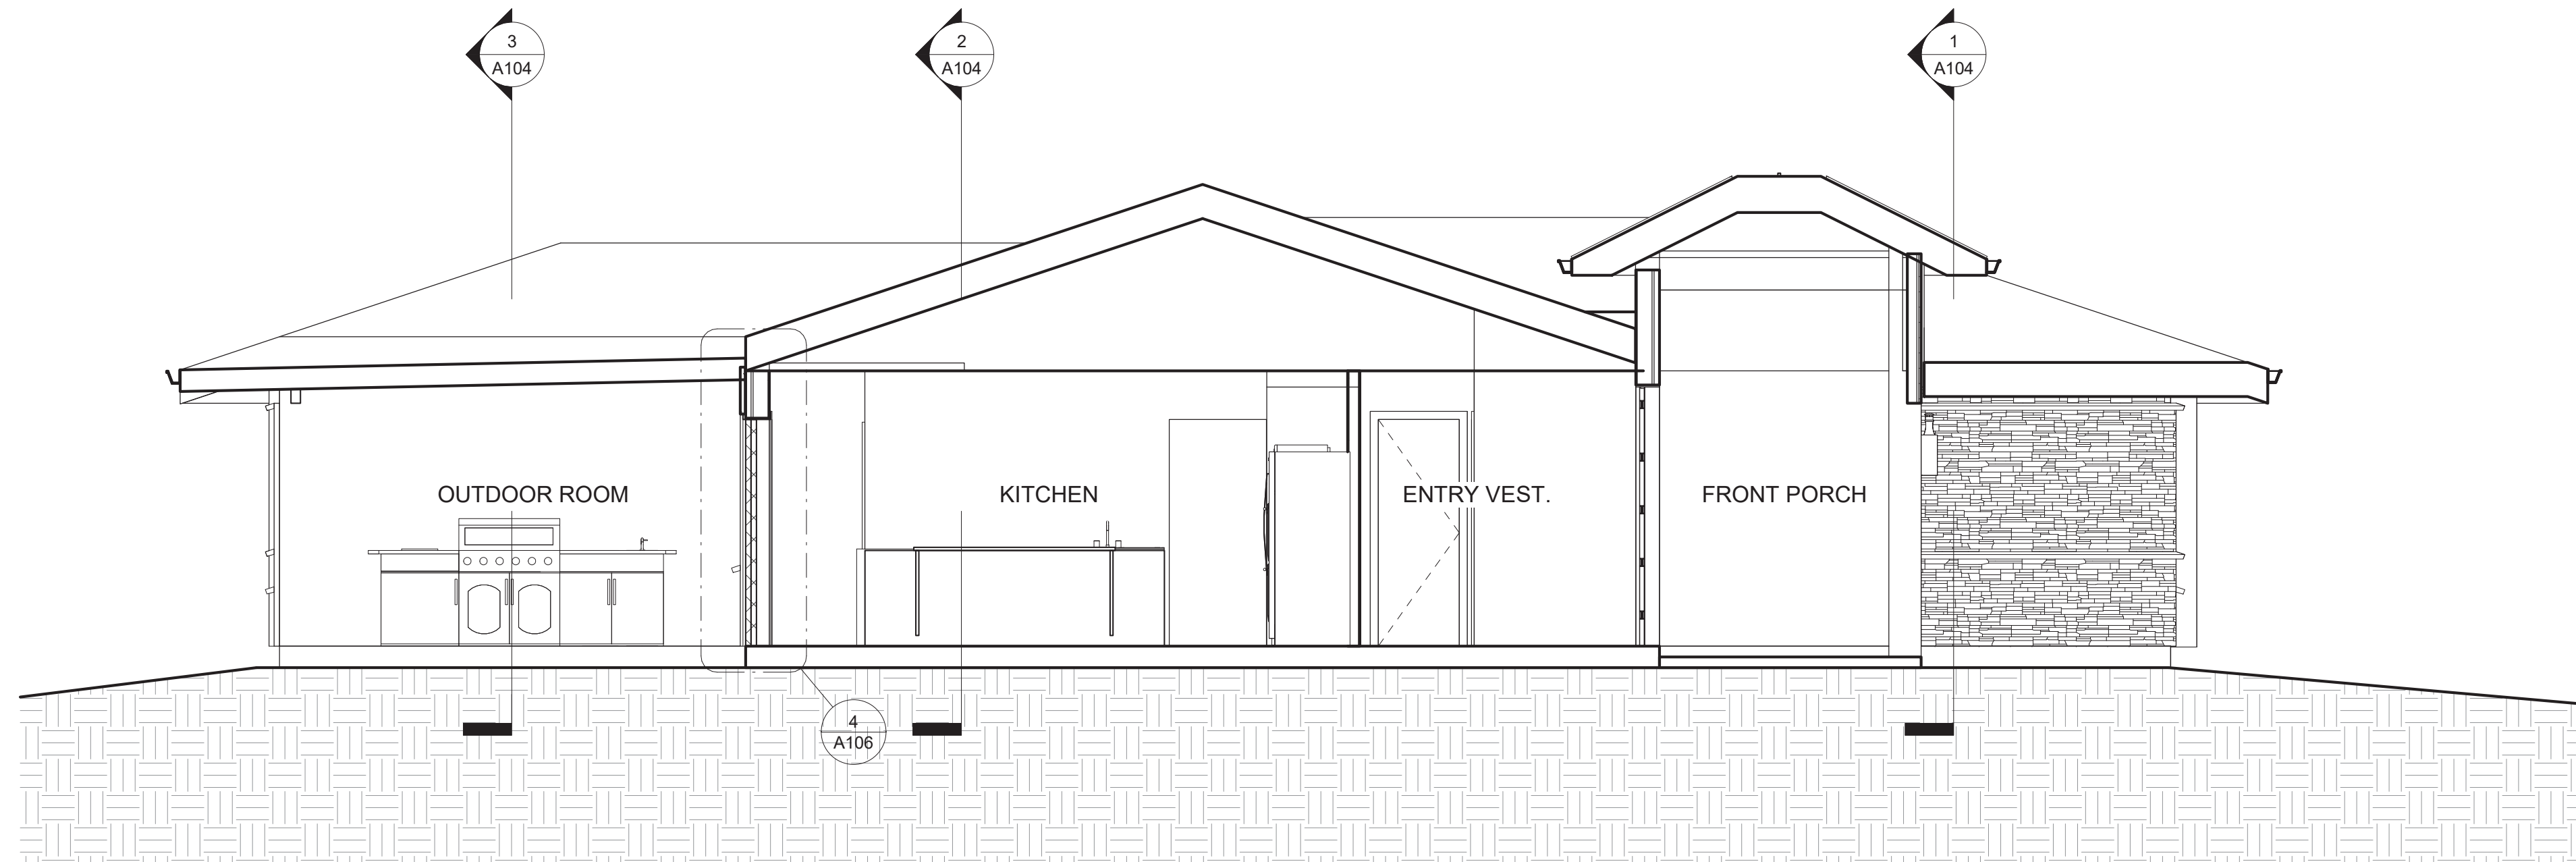 3
A104
2
A104
1
A104
OUTDOOR ROOM
KITCHEN
ENTRY VEST.
FRONT PORCH
4
A106